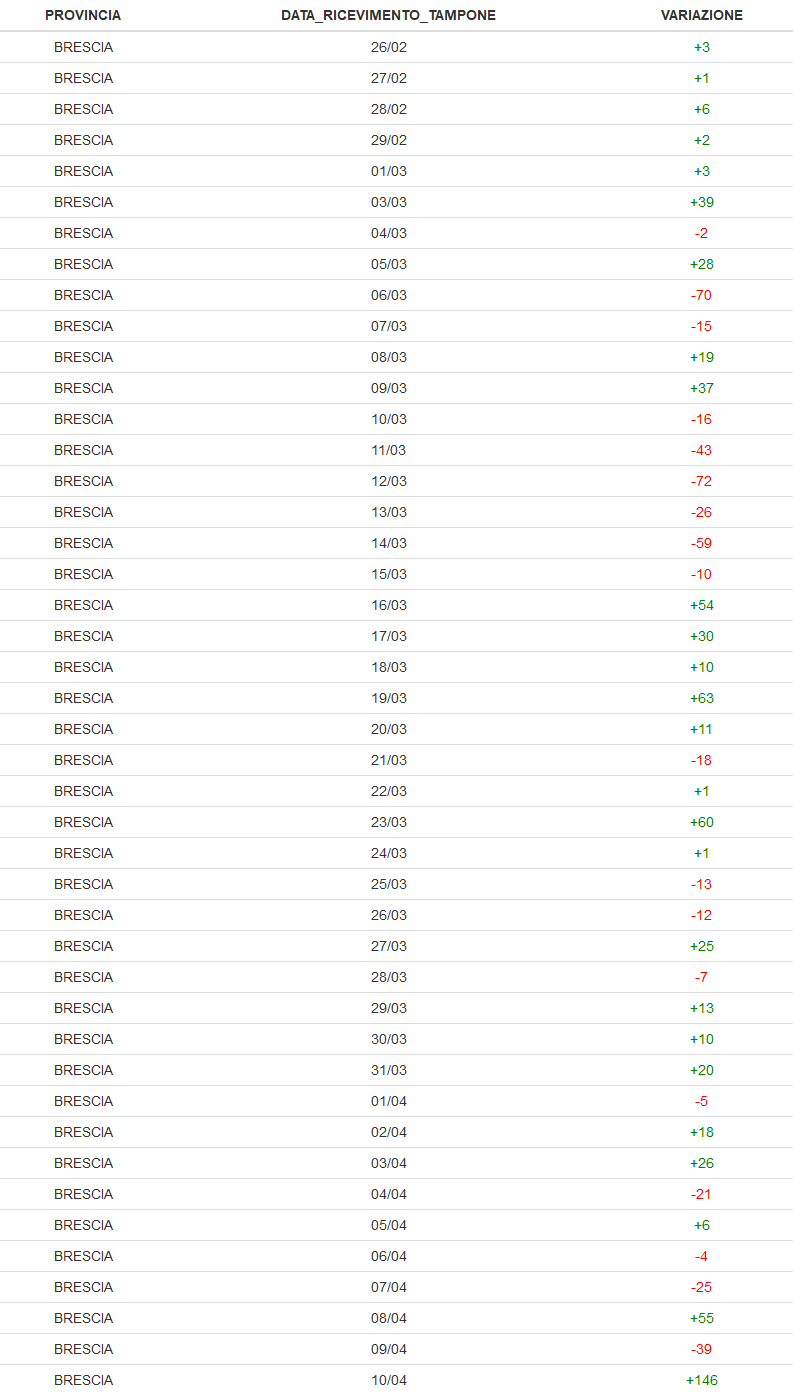 PROVINCIA DATA_RICEVIMENTO_TAMPONE VARIAZIONE
BRESCIA 26/02 +3
BRESCIA 27/02 +1
BRESCIA 28/02 +6
BRESCIA 29/02 +2
BRESCIA 01/03 +3
BRESCIA 03/03 +39
BRESCIA 04/03 -2
BRESCIA 05/03 +28
BRESCIA 06/03 -70
BRESCIA 07/03 -15
BRESCIA 08/03 +19
BRESCIA 09/03 +37
BRESCIA 10/03 -16
BRESCIA 11/03 -43
BRESCIA 12/03 -72
BRESCIA 13/03 -26
BRESCIA 14/03 -59
BRESCIA 15/03 -10
BRESCIA 16/03 +54
BRESCIA 17/03 +30
BRESCIA 18/03 +10
BRESCIA 19/03 +63
BRESCIA 20/03 +11
BRESCIA 21/03 -18
BRESCIA 22/03 +1
BRESCIA 23/03 +60
BRESCIA 24/03 +1
BRESCIA 25/03 -13
BRESCIA 26/03 -12
BRESCIA 27/03 +25
BRESCIA 28/03 -7
BRESCIA 29/03 +13
BRESCIA 30/03 +10
BRESCIA 31/03 +20
BRESCIA 01/04 -5
BRESCIA 02/04 +18
BRESCIA 03/04 +26
BRESCIA 04/04 -21
BRESCIA 05/04 +6
BRESCIA 06/04 -4
BRESCIA 07/04 -25
BRESCIA 08/04 +55
BRESCIA 09/04 -39
BRESCIA 10/04 +146